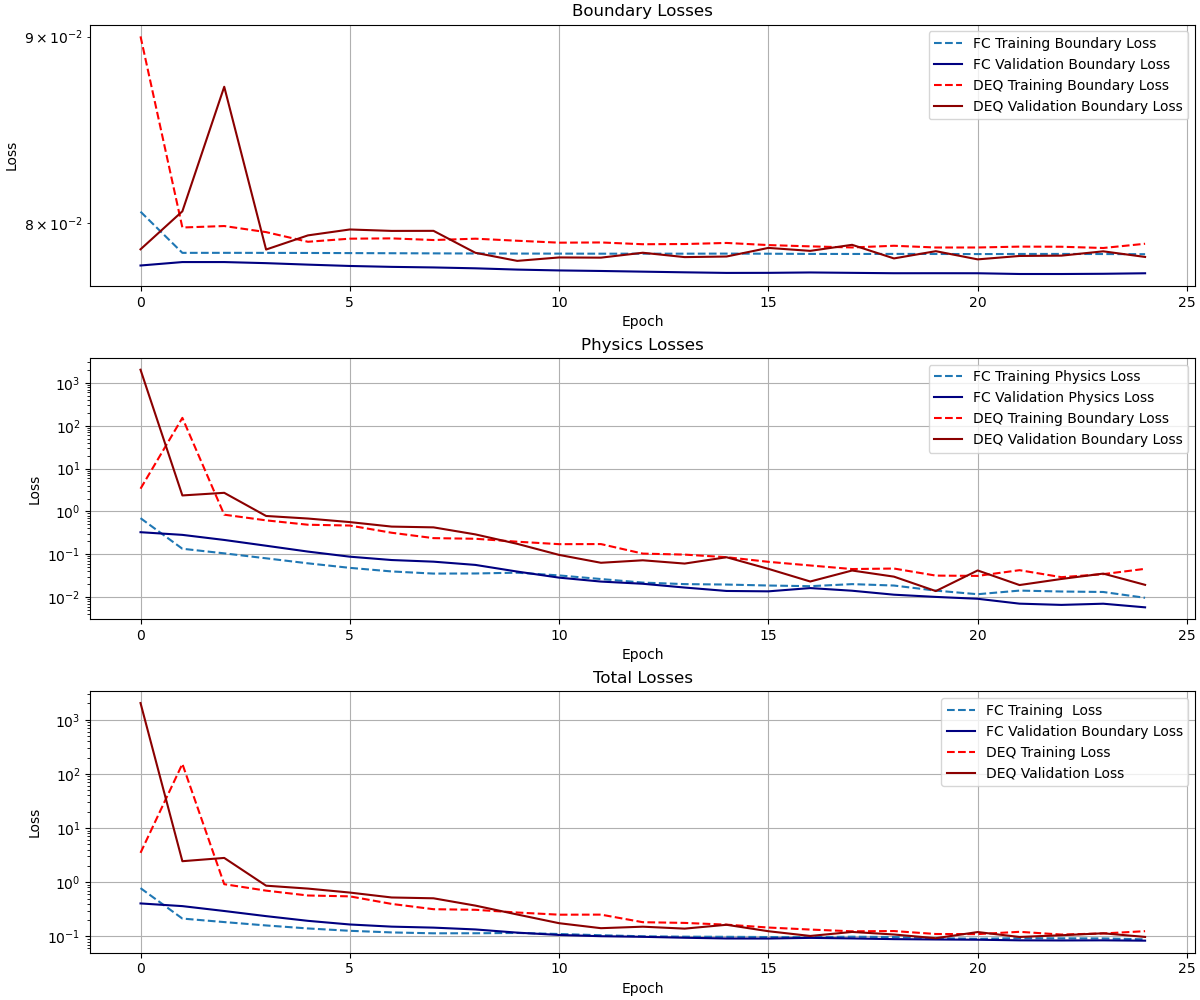 Boundary Losses
9 × 10⁻²
8 × 10⁻²
Loss
FC Training Boundary Loss
FC Validation Boundary Loss
DEQ Training Boundary Loss
DEQ Validation Boundary Loss
0 5 10 15 20 25
Epoch
Physics Losses
10³
10²
10¹
10⁰
10⁻¹
10⁻²
Loss
FC Training Physics Loss
FC Validation Physics Loss
DEQ Training Boundary Loss
DEQ Validation Boundary Loss
0 5 10 15 20 25
Epoch
Total Losses
10³
10²
10¹
10⁰
10⁻¹
Loss
FC Training  Loss
FC Validation Boundary Loss
DEQ Training Loss
DEQ Validation Loss
0 5 10 15 20 25
Epoch